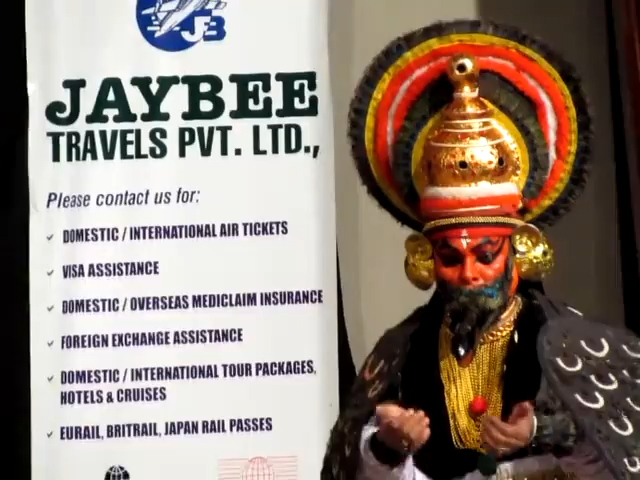 JB
JAYBEE
TRAVELS PVT. LTD.,
Please contact us for:
DOMESTIC / INTERNATIONAL AIR TICKETS
VISA ASSISTANCE
DOMESTIC / OVERSEAS MEDICLAIM INSURANCE
FOREIGN EXCHANGE ASSISTANCE
DOMESTIC / INTERNATIONAL TOUR PACKAGES,
HOTELS & CRUISES
EURAIL, BRITRAIL, JAPAN RAIL PASSES